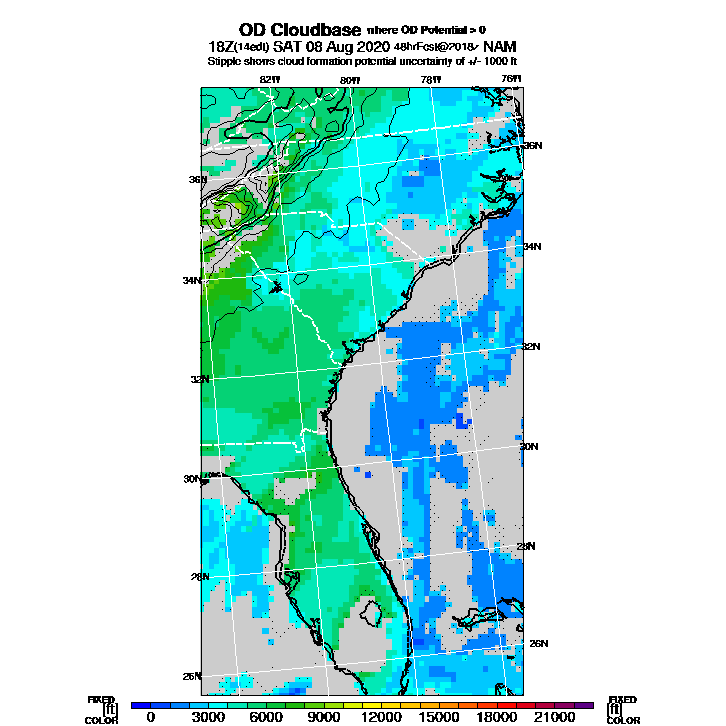 OD Cloudbase where OD Potential > 0
18Z(14edt) SAT 08 Aug 2020 48hrFcst@2018z NAM
Stipple shows cloud formation potential uncertainty of +/- 1000 ft
82W 80W 78W 76W
36N
36N
34N
34N
32N
32N
30N
30N
28N
28N
26N
26N
FIXED [ft] COLOR
0 3000 6000 9000 12000 15000 18000 21000
FIXED [ft] COLOR